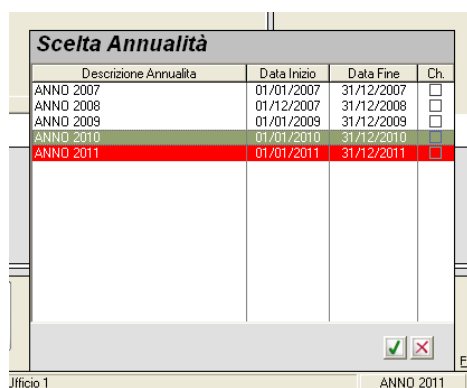 Scelta Annualità
Descrizione Annualita Data Inizio Data Fine Ch.
ANNO 2007 01/01/2007 31/12/2007
ANNO 2008 01/12/2007 31/12/2008
ANNO 2009 01/01/2009 31/12/2009
ANNO 2010 01/01/2010 31/12/2010
ANNO 2011 01/01/2011 31/12/2011
Ufficio 1 ANNO 2011